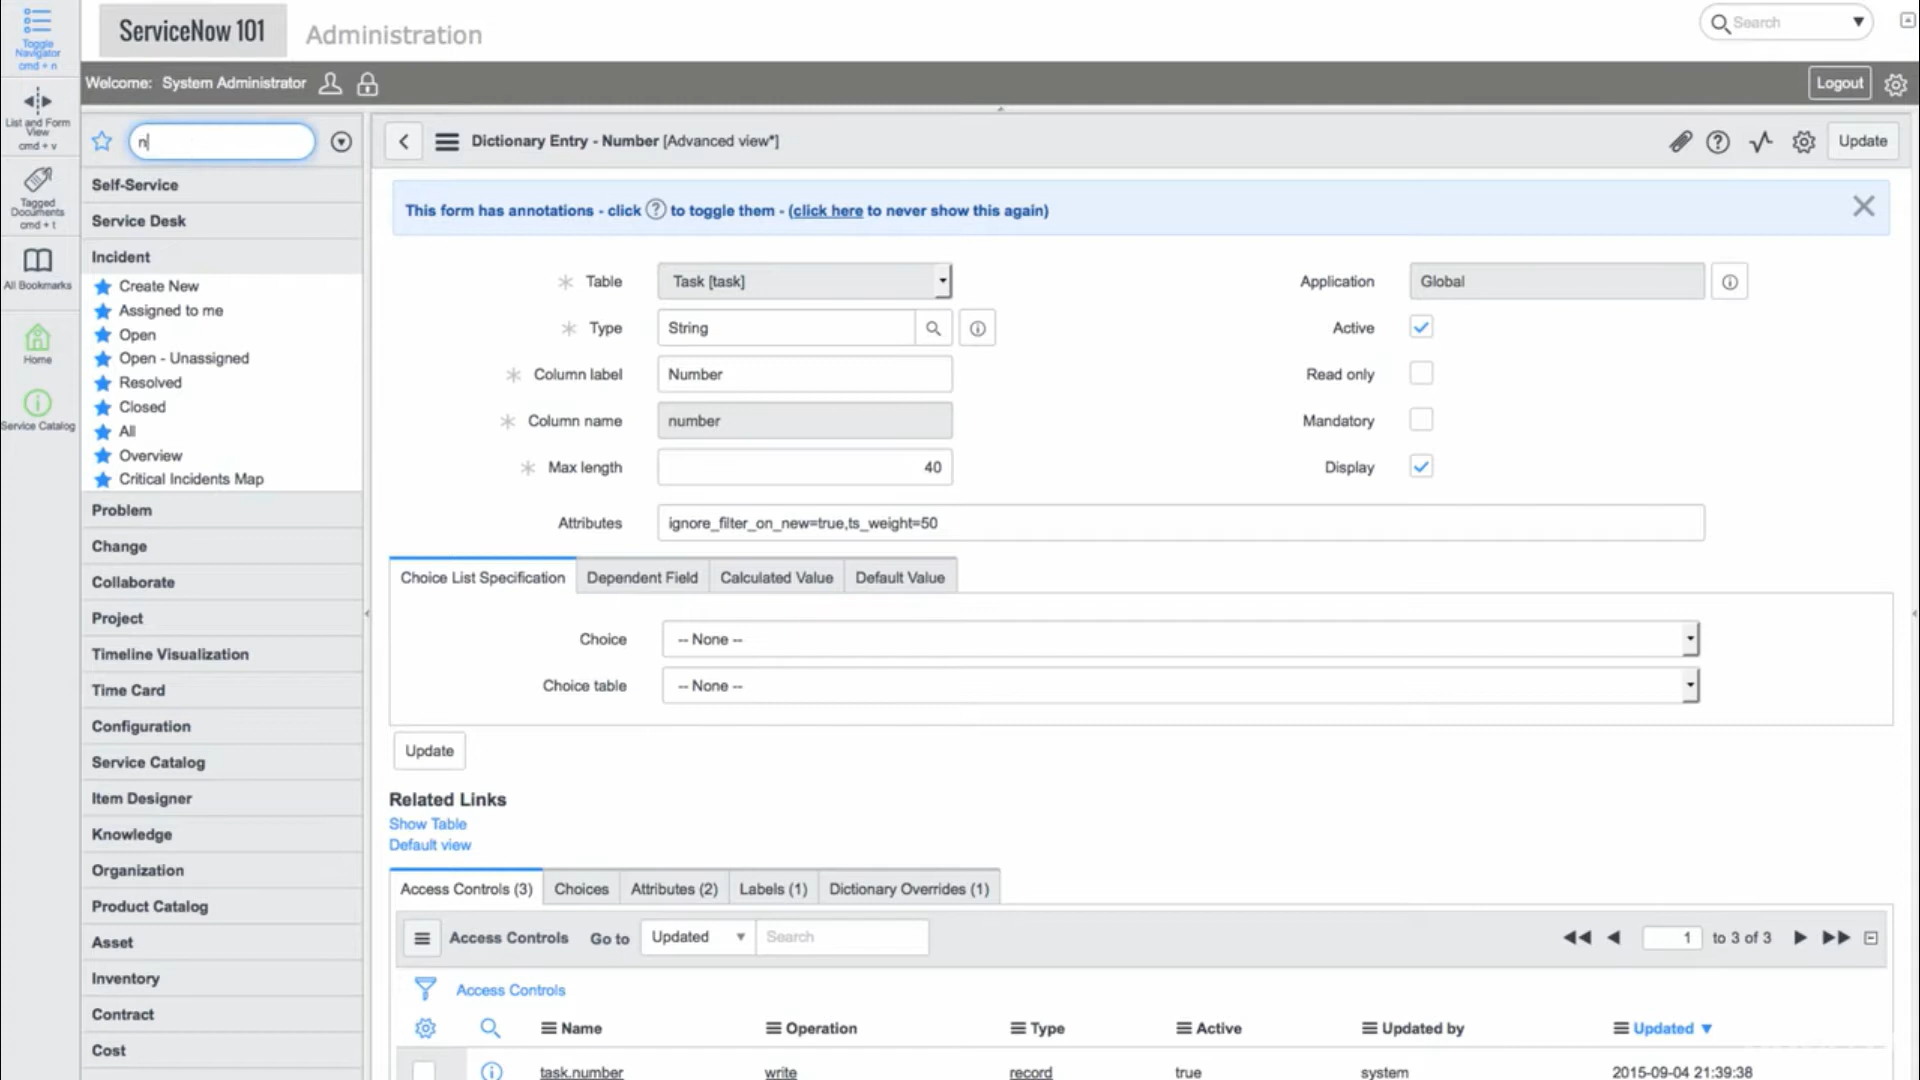 Toggle
Navigator
cmd + n
List and Form
View
cmd + v
Tagged
Documents
cmd + t
All Bookmarks
Home
Service Catalog
ServiceNow 101
Administration
Search
Welcome: System Administrator
Logout
n
Self-Service
Service Desk
Incident
Create New
Assigned to me
Open
Open - Unassigned
Resolved
Closed
All
Overview
Critical Incidents Map
Problem
Change
Collaborate
Project
Timeline Visualization
Time Card
Configuration
Service Catalog
Item Designer
Knowledge
Organization
Product Catalog
Asset
Inventory
Contract
Cost
Dictionary Entry - Number [Advanced view*]
Update
This form has annotations - click ? to toggle them - (click here to never show this again)
Table Task [task]
Type String
Column label Number
Column name number
Max length 40
Application Global
Active
Read only
Mandatory
Display
Attributes ignore_filter_on_new=true,ts_weight=50
Choice List Specification Dependent Field Calculated Value Default Value
Choice -- None --
Choice table -- None --
Update
Related Links
Show Table
Default view
Access Controls (3) Choices Attributes (2) Labels (1) Dictionary Overrides (1)
Access Controls Go to Updated Search 1 to 3 of 3
Access Controls
Name Operation Type Active Updated by Updated
task.number write record true system 2015-09-04 21:39:38